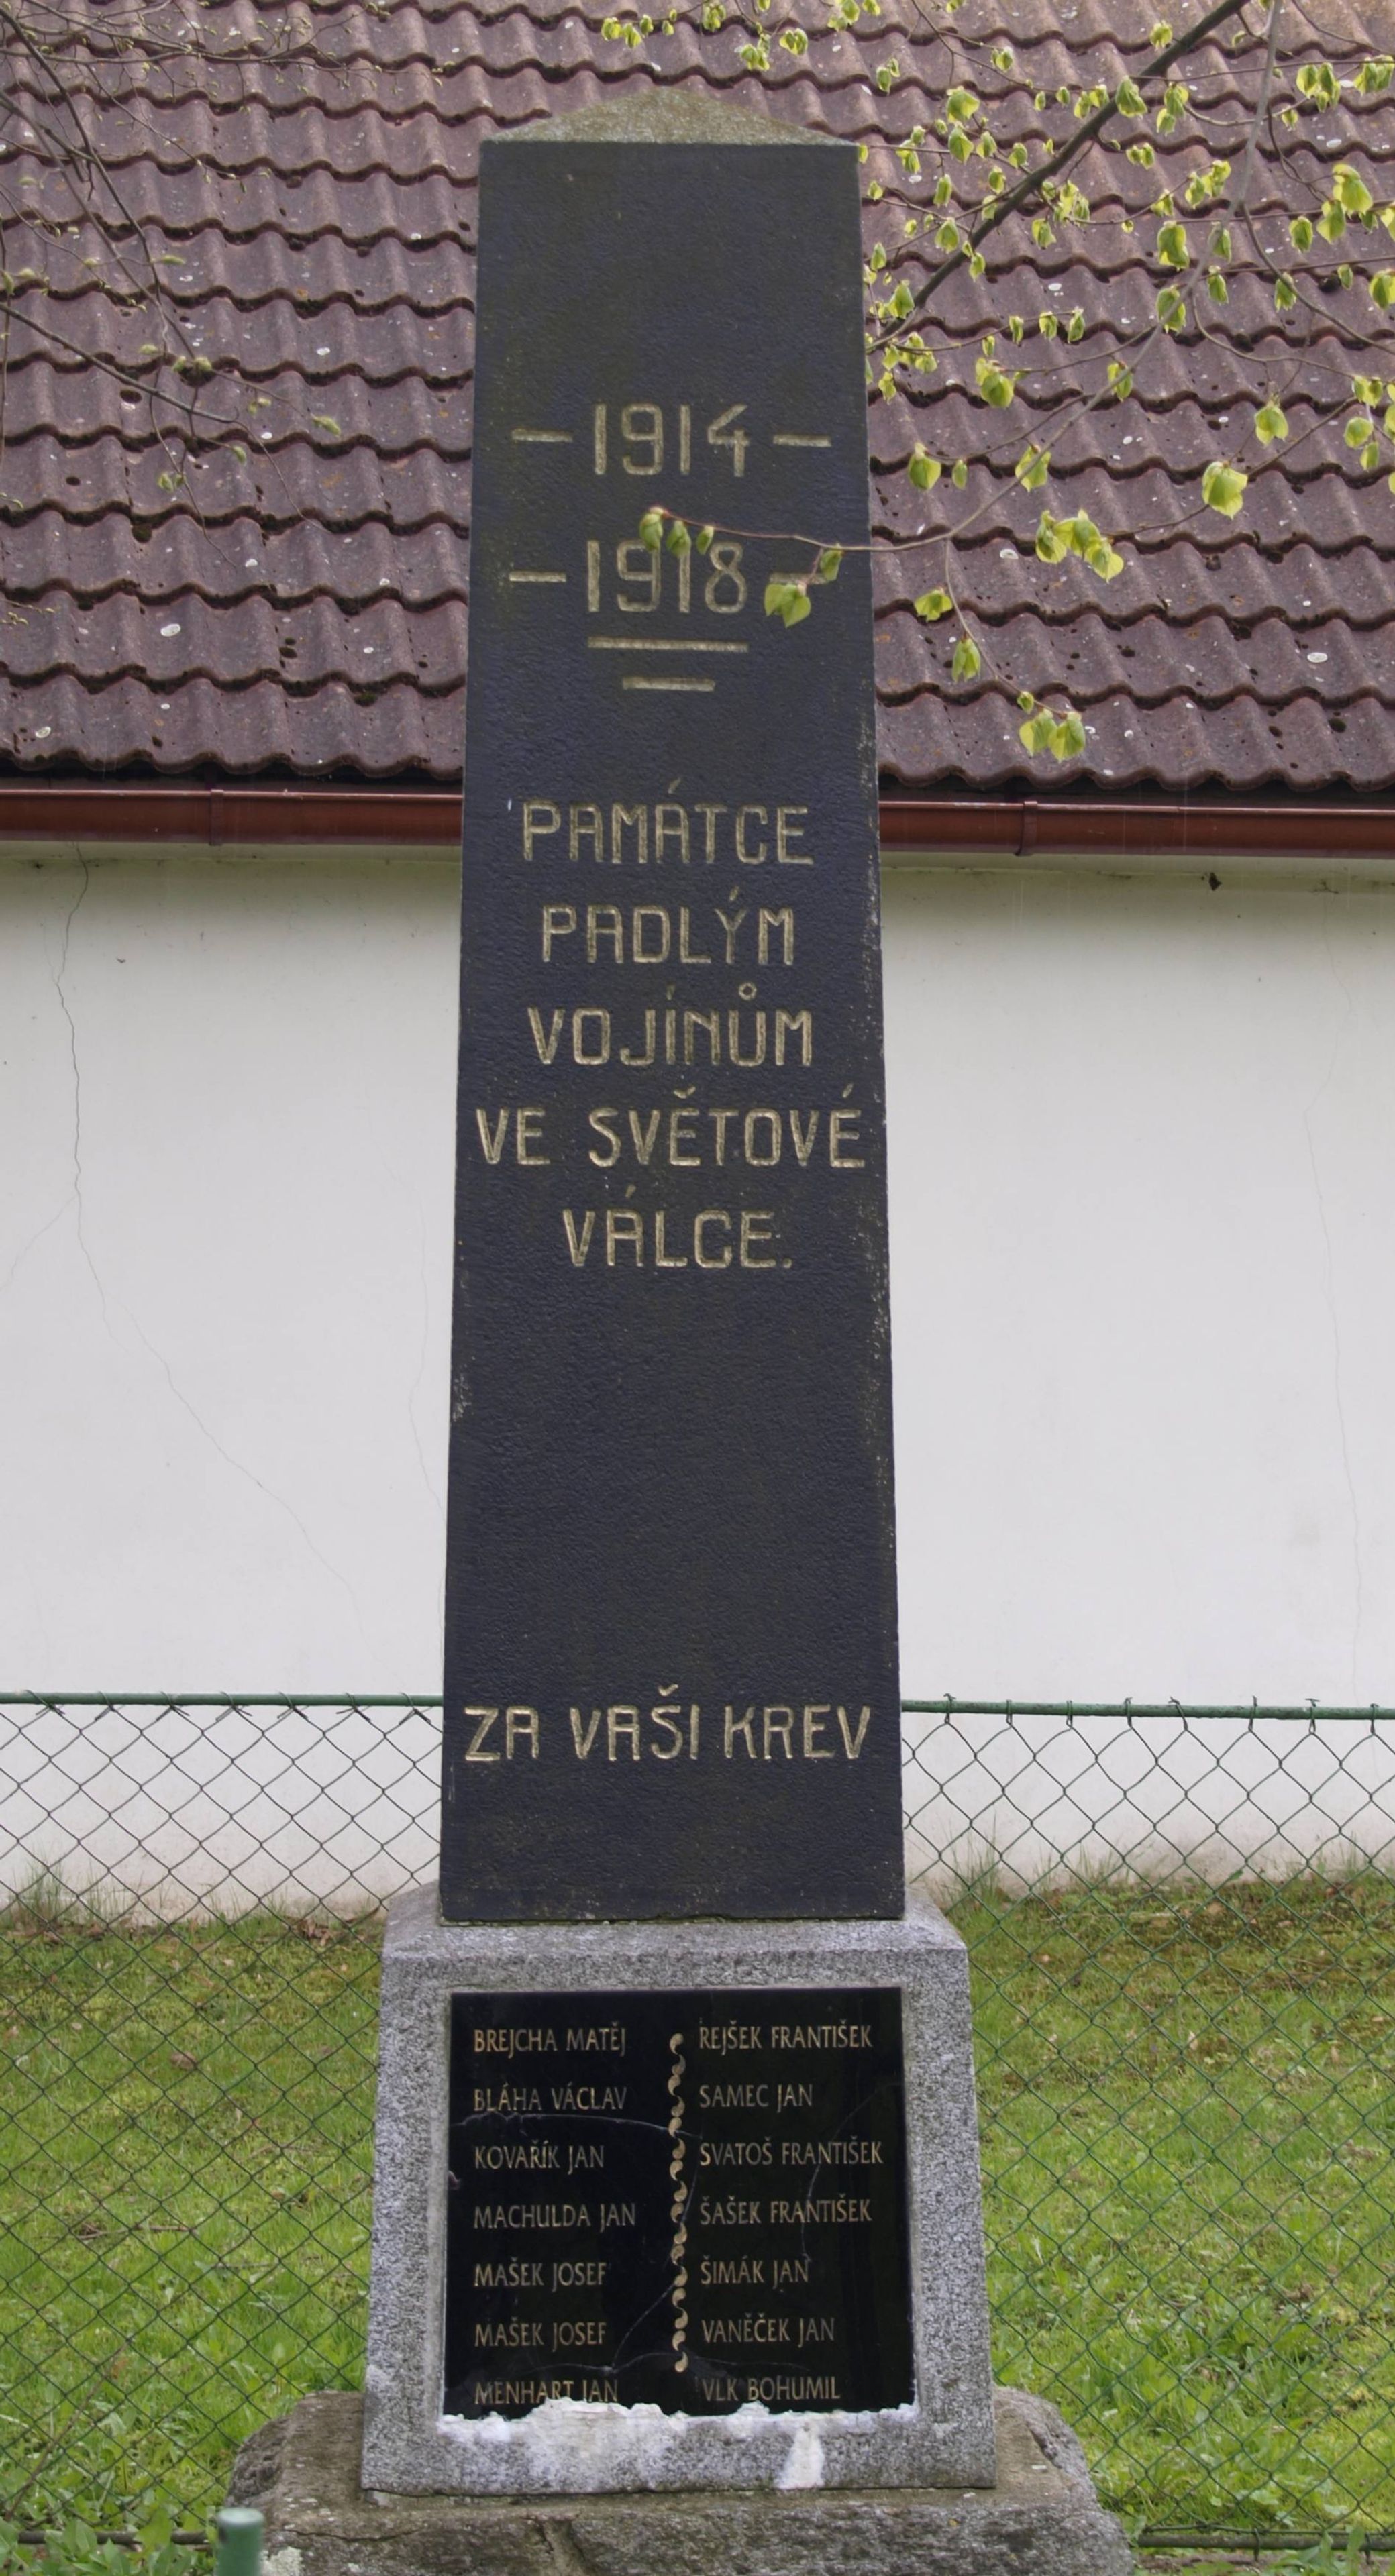 – 1914 –
– 1918 –
PAMÁTCE
PADLÝM
VOJÍNŮM
VE SVĚTOVÉ
VÁLCE.
ZA VAŠI KREV
BREJCHA MATĚJ
BLÁHA VÁCLAV
KOVAŘÍK JAN
MACHULDA JAN
MAŠEK JOSEF
MAŠEK JOSEF
MENHART JAN
REJŠEK FRANTIŠEK
SAMEC JAN
SVATOŠ FRANTIŠEK
ŠAŠEK FRANTIŠEK
ŠIMÁK JAN
VANĚČEK JAN
VLK BOHUMIL